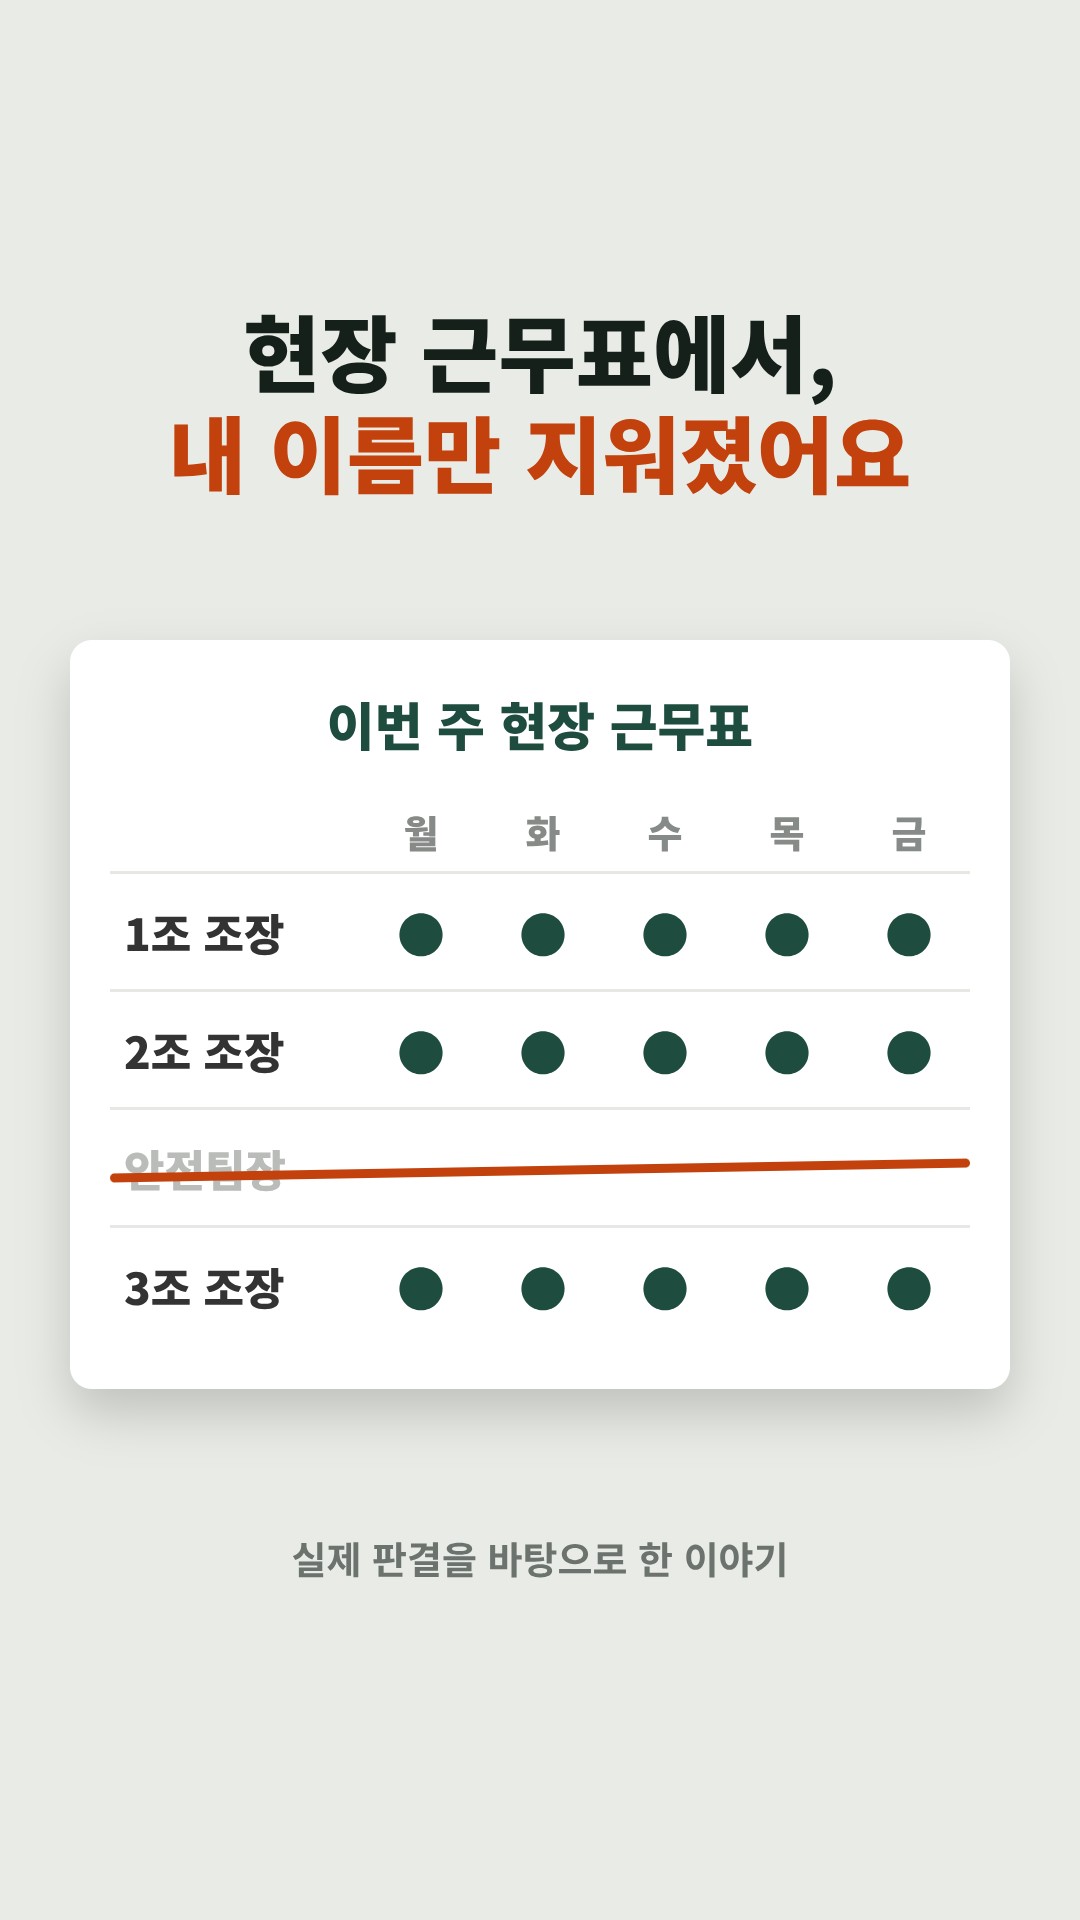 현장 근무표에서,
내 이름만 지워졌어요
이번 주 현장 근무표
월 화 수 목 금
1조 조장
2조 조장
안전팀장
3조 조장
실제 판결을 바탕으로 한 이야기